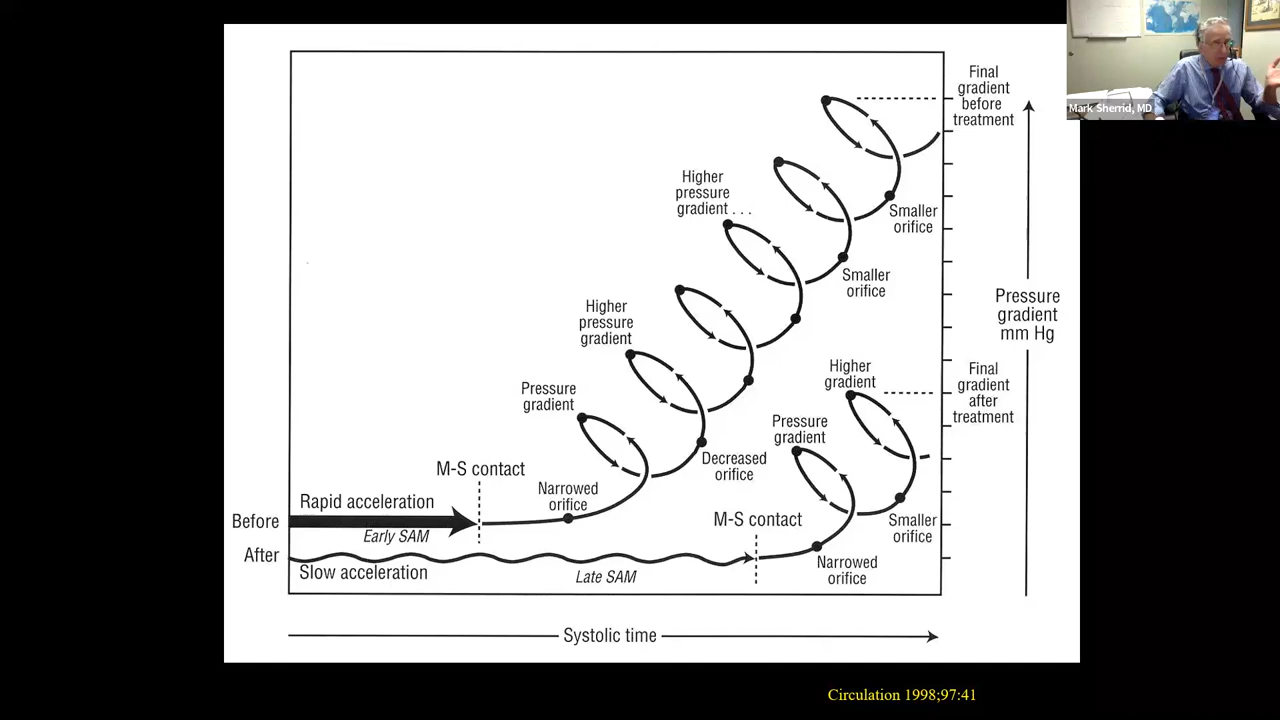 Final
gradient
before
treatment
Mark Sherrid, MD
Higher
pressure
gradient . . .
Smaller
orifice
Smaller
orifice
Pressure
gradient
mm Hg
Higher
pressure
gradient
Higher
gradient
Final
gradient
after
treatment
Pressure
gradient
Pressure
gradient
Decreased
orifice
M-S contact
Narrowed
orifice
Rapid acceleration
Before
Early SAM
M-S contact
Smaller
orifice
After
Slow acceleration
Late SAM
Narrowed
orifice
Systolic time
Circulation 1998;97:41